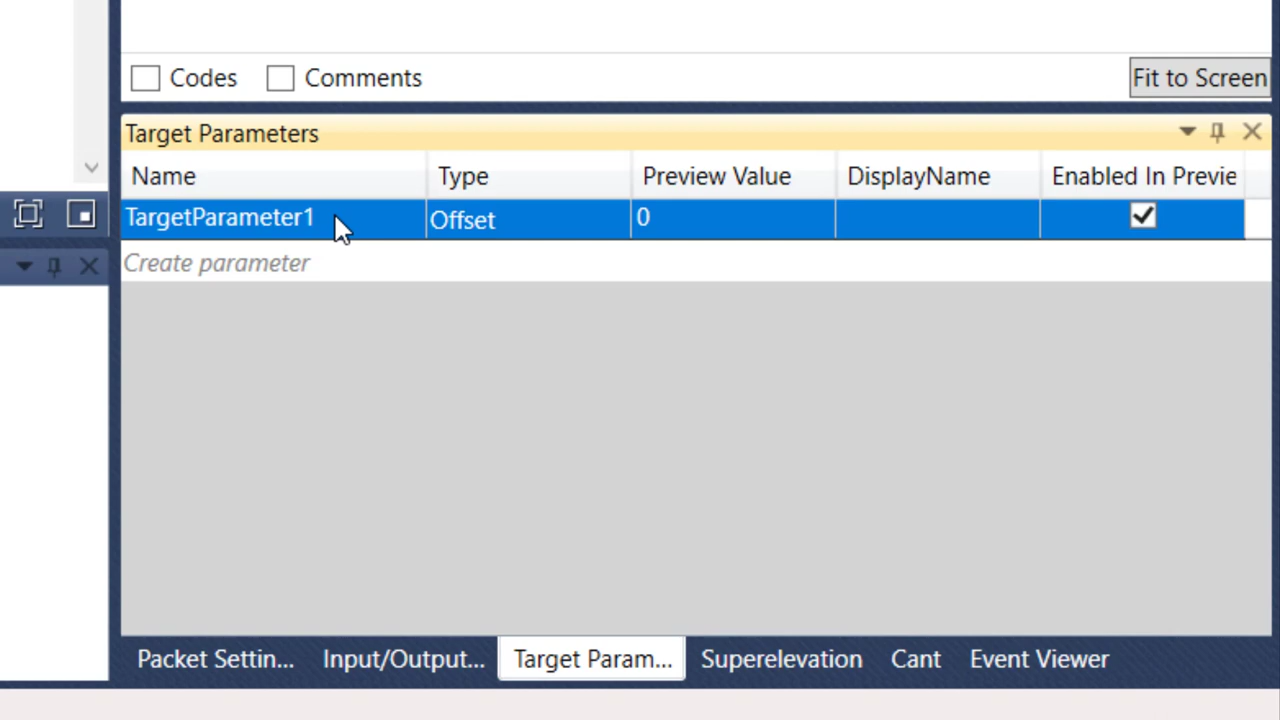 Codes Comments Fit to Screen
Target Parameters
Name Type Preview Value DisplayName Enabled In Previe
TargetParameter1 Offset 0
Create parameter
Packet Settin... Input/Output... Target Param... Superelevation Cant Event Viewer